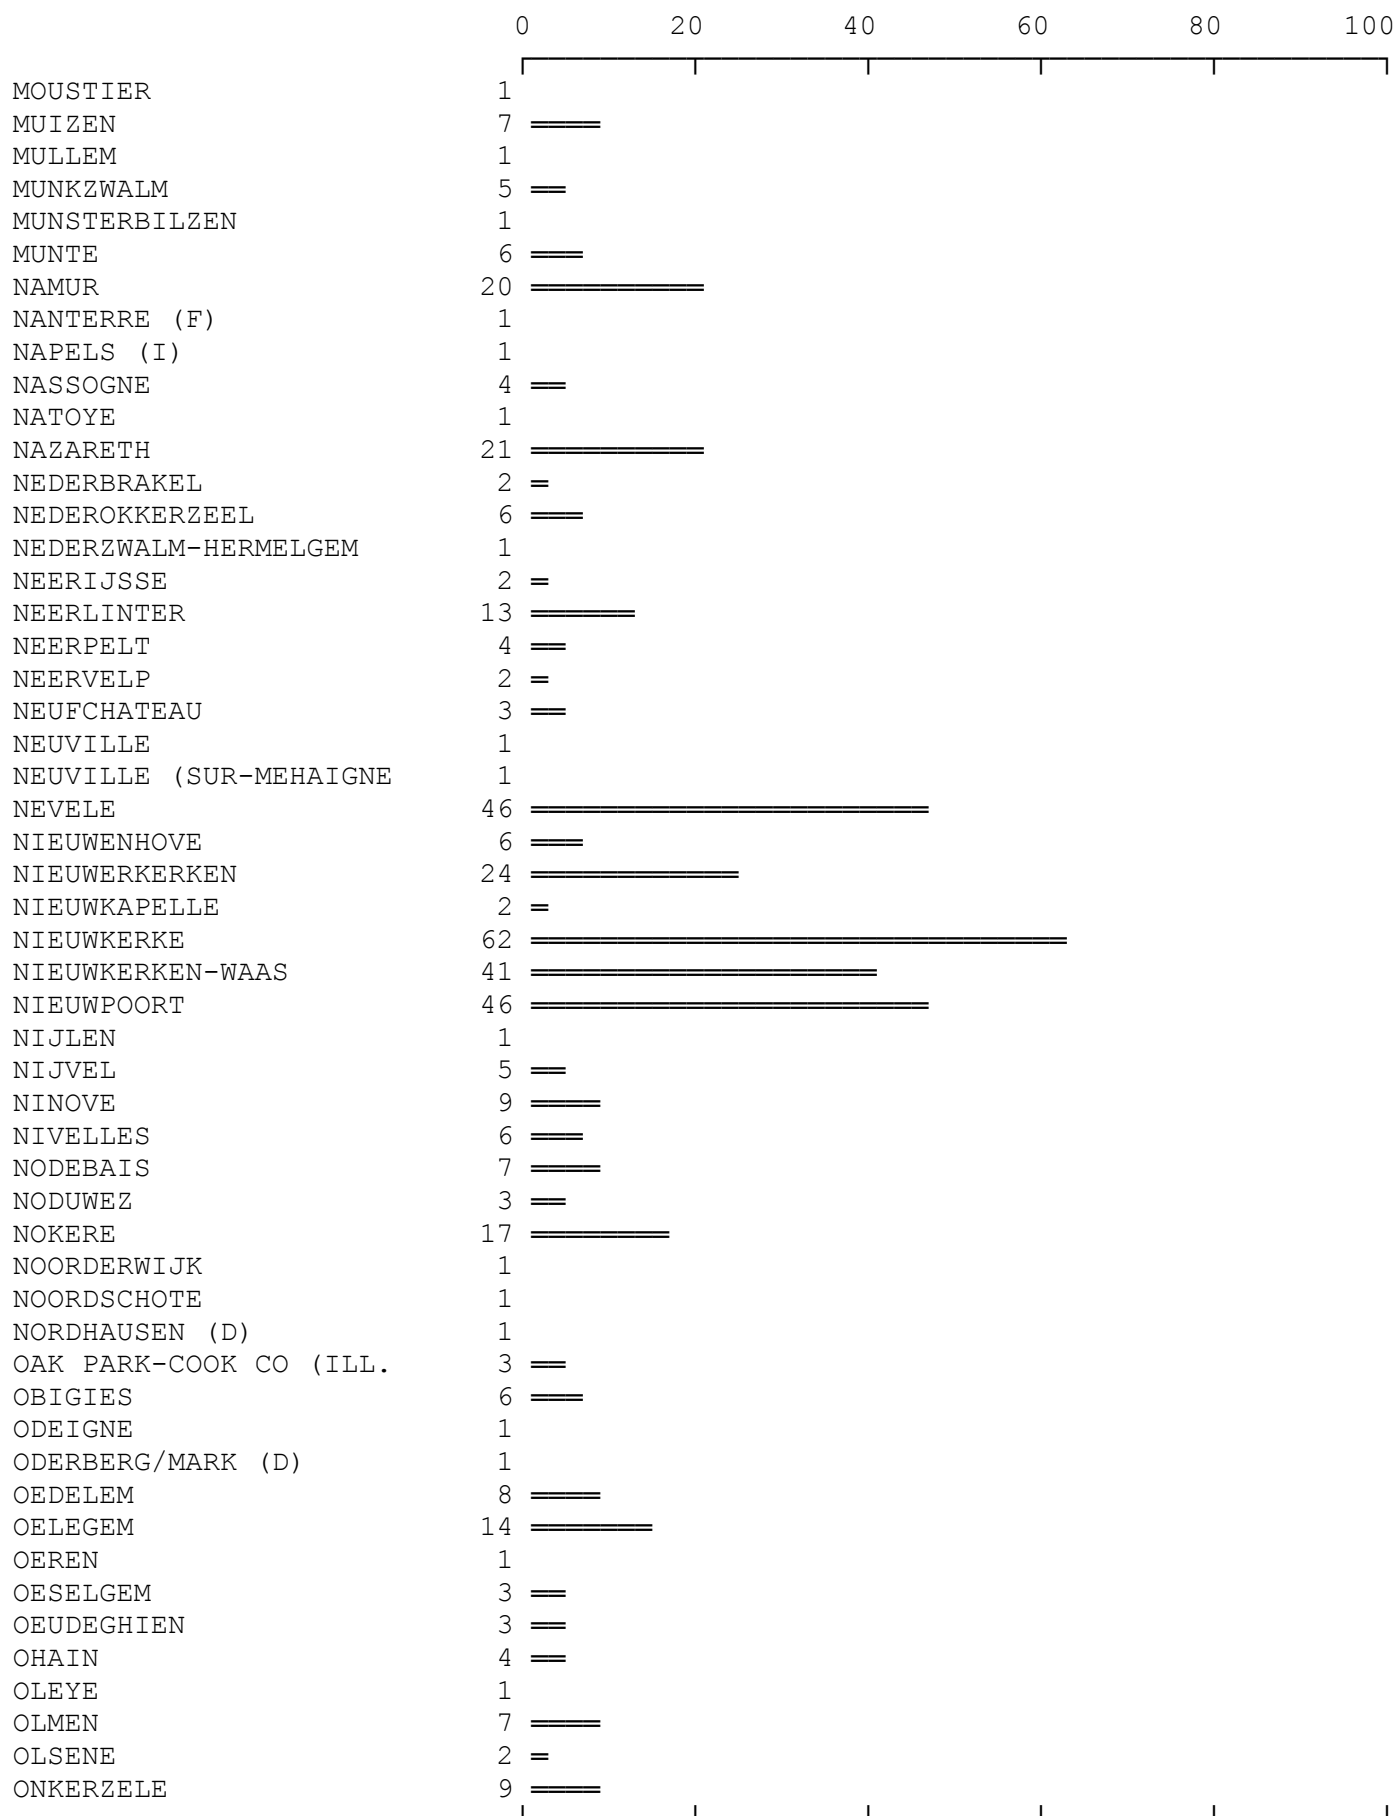 0 20 40 60 80 100
MOUSTIER 1
MUIZEN 7
MULLEM 1
MUNKZWALM 5
MUNSTERBILZEN 1
MUNTE 6
NAMUR 20
NANTERRE (F) 1
NAPELS (I) 1
NASSOGNE 4
NATOYE 1
NAZARETH 21
NEDERBRAKEL 2
NEDEROKKERZEEL 6
NEDERZWALM-HERMELGEM 1
NEERIJSSE 2
NEERLINTER 13
NEERPELT 4
NEERVELP 2
NEUFCHATEAU 3
NEUVILLE 1
NEUVILLE (SUR-MEHAIGNE 1
NEVELE 46
NIEUWENHOVE 6
NIEUWERKERKEN 24
NIEUWKAPELLE 2
NIEUWKERKE 62
NIEUWKERKEN-WAAS 41
NIEUWPOORT 46
NIJLEN 1
NIJVEL 5
NINOVE 9
NIVELLES 6
NODEBAIS 7
NODUWEZ 3
NOKERE 17
NOORDERWIJK 1
NOORDSCHOTE 1
NORDHAUSEN (D) 1
OAK PARK-COOK CO (ILL. 3
OBIGIES 6
ODEIGNE 1
ODERBERG/MARK (D) 1
OEDELEM 8
OELEGEM 14
OEREN 1
OESELGEM 3
OEUDEGHIEN 3
OHAIN 4
OLEYE 1
OLMEN 7
OLSENE 2
ONKERZELE 9